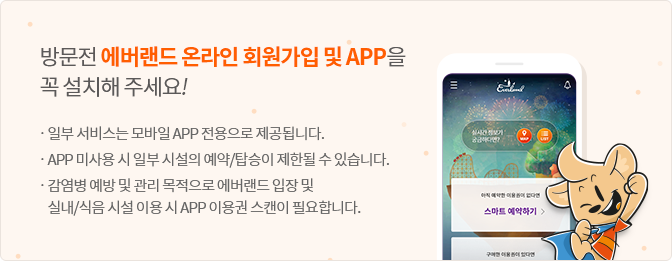 방문전 에버랜드 온라인 회원가입 및 APP을
꼭 설치해 주세요!
· 일부 서비스는 모바일 APP 전용으로 제공됩니다.
· APP 미사용 시 일부 시설의 예약/탑승이 제한될 수 있습니다.
· 감염병 예방 및 관리 목적으로 에버랜드 입장 및
실내/식음 시설 이용 시 APP 이용권 스캔이 필요합니다.
Everland
실시간 정보가
궁금하다면?
MAP
LIST
아직 예약한 이용권이 없다면
스마트 예약하기 >
구매한 이용권이 있다면